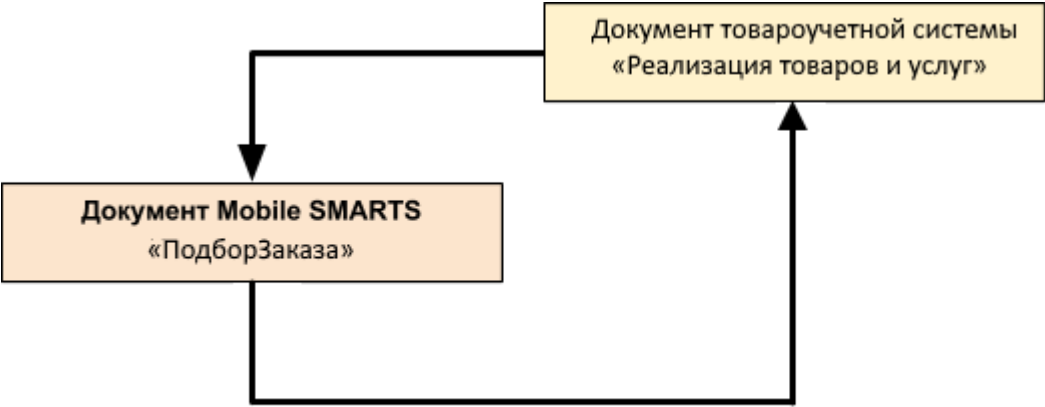 Документ товароучетной системы
«Реализация товаров и услуг»
Документ Mobile SMARTS
«ПодборЗаказа»